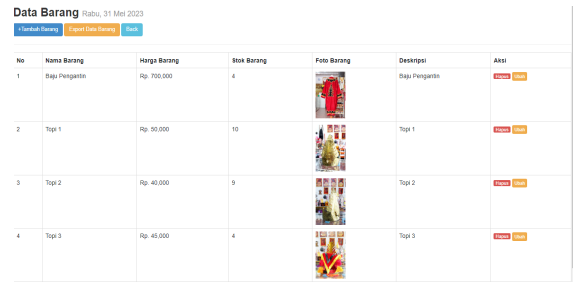 Data Barang Rabu, 31 Mei 2023
+Tambah Barang Export Data Barang Back
No Nama Barang Harga Barang Stok Barang Foto Barang Deskripsi Aksi
1 Baju Pengantin Rp. 700,000 4 Baju Pengantin Hapus Ubah
2 Topi 1 Rp. 50,000 10 Topi 1 Hapus Ubah
3 Topi 2 Rp. 40,000 9 Topi 2 Hapus Ubah
4 Topi 3 Rp. 45,000 4 Topi 3 Hapus Ubah